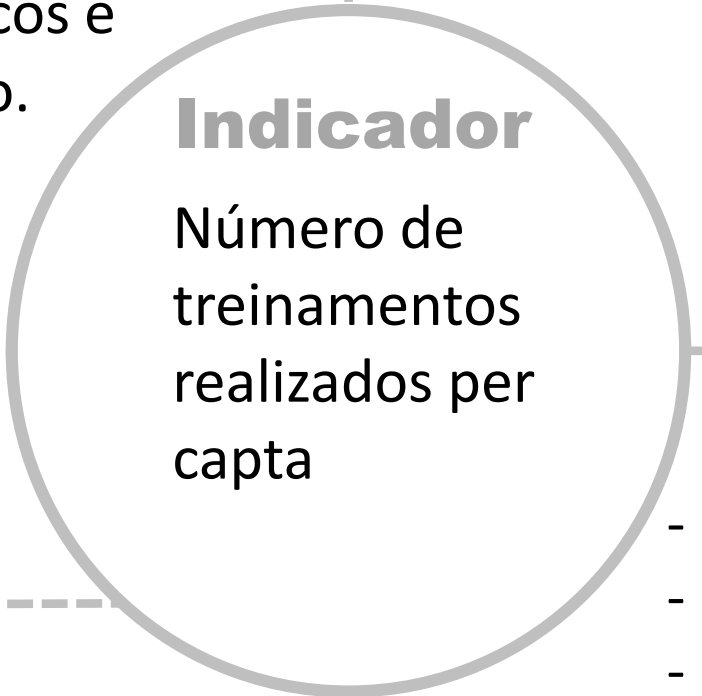 cos e
o.
Indicador
Número de
treinamentos
realizados per
capta
-
-
-